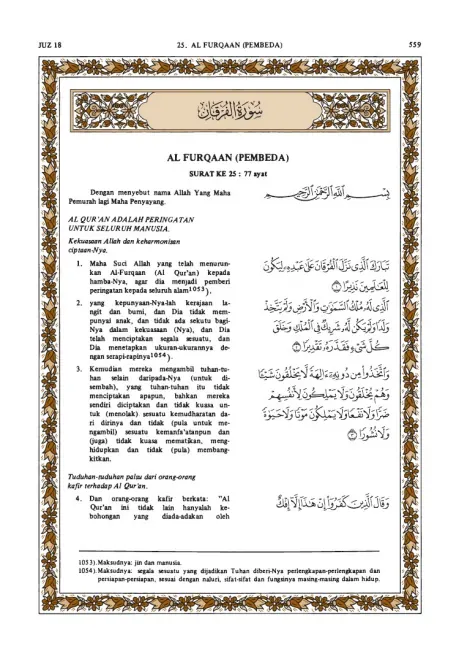 JUZ 18
25. AL FURQAAN (PEMBEDA)
559
سُورَةُ الْفُرْقَانِ
AL FURQAAN (PEMBEDA)
SURAT KE 25 : 77 ayat
Dengan menyebut nama Allah Yang Maha
Pemurah lagi Maha Penyayang.
بِسْمِ اللَّهِ الرَّحْمَٰنِ الرَّحِيمِ
AL QUR'AN ADALAH PERINGATAN
UNTUK SELURUH MANUSIA.
Kekuasaan Allah dan keharmonisan
ciptaan-Nya.
1. Maha Suci Allah yang telah menurun-
kan Al-Furqaan (Al Qur'an) kepada
hamba-Nya, agar dia menjadi pemberi
peringatan kepada seluruh alam1053).
تَبَارَكَ الَّذِي نَزَّلَ الْفُرْقَانَ عَلَىٰ عَبْدِهِ لِيَكُونَ
لِلْعَالَمِينَ نَذِيرًا ①
2. yang kepunyaan-Nya-lah kerajaan la-
ngit dan bumi, dan Dia tidak mem-
punyai anak, dan tidak ada sekutu bagi-
Nya dalam kekuasaan (Nya), dan Dia
telah menciptakan segala sesuatu, dan
Dia menetapkan ukuran-ukurannya de-
ngan serapi-rapinya1054).
الَّذِي لَهُ مُلْكُ السَّمَٰوَٰتِ وَالْأَرْضِ وَلَمْ يَتَّخِذْ
وَلَدًا وَلَمْ يَكُنْ لَهُ شَرِيكٌ فِي الْمُلْكِ وَخَلَقَ
كُلَّ شَيْءٍ فَقَدَّرَهُ تَقْدِيرًا ②
3. Kemudian mereka mengambil tuhan-tu-
han selain daripada-Nya (untuk di-
sembah), yang tuhan-tuhan itu tidak
menciptakan apapun, bahkan mereka
sendiri diciptakan dan tidak kuasa un-
tuk (menolak) sesuatu kemudharatan da-
ri dirinya dan tidak (pula untuk me-
ngambil) sesuatu kemanfa'atanpun dan
(juga) tidak kuasa mematikan, meng-
hidupkan dan tidak (pula) membang-
kitkan.
وَاتَّخَذُوا مِنْ دُونِهِ آلِهَةً لَا يَخْلُقُونَ شَيْئًا
وَهُمْ يُخْلَقُونَ وَلَا يَمْلِكُونَ لِأَنْفُسِهِمْ
ضَرًّا وَلَا نَفْعًا وَلَا يَمْلِكُونَ مَوْتًا وَلَا حَيَوٰةً
وَلَا نُشُورًا ③
Tuduhan-tuduhan palsu dari orang-orang
kafir terhadap Al Qur'an.
4. Dan orang-orang kafir berkata: "Al
Qur'an ini tidak lain hanyalah ke-
bohongan yang diada-adakan oleh
وَقَالَ الَّذِينَ كَفَرُوا إِنْ هَٰذَا إِلَّا إِفْكٌ
1053).Maksudnya: jin dan manusia.
1054).Maksudnya: segala sesuatu yang dijadikan Tuhan diberi-Nya perlengkapan-perlengkapan dan
persiapan-persiapan, sesuai dengan naluri, sifat-sifat dan fungsinya masing-masing dalam hidup.